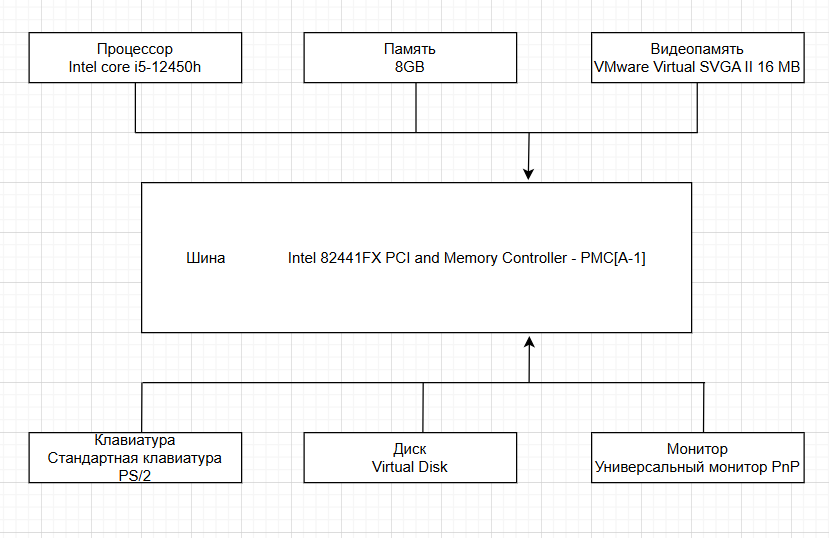 Процессор
Intel core i5-12450h
Память
8GB
Видеопамять
VMware Virtual SVGA II 16 MB
Шина
Intel 82441FX PCI and Memory Controller - PMC[A-1]
Клавиатура
Стандартная клавиатура
PS/2
Диск
Virtual Disk
Монитор
Универсальный монитор PnP